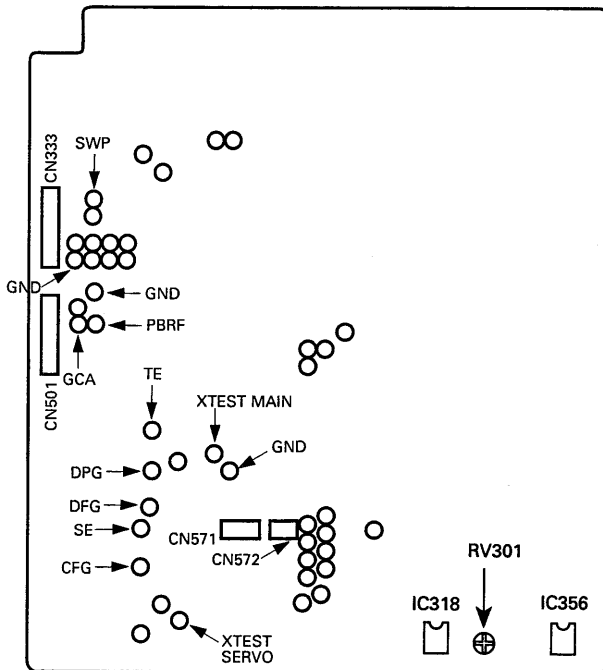 CN333
SWP
GND
GND
PBRF
GCA
CN501
TE
XTEST MAIN
GND
DPG
DFG
SE
CN571
CN572
CFG
RV301
IC318
IC356
XTEST
SERVO